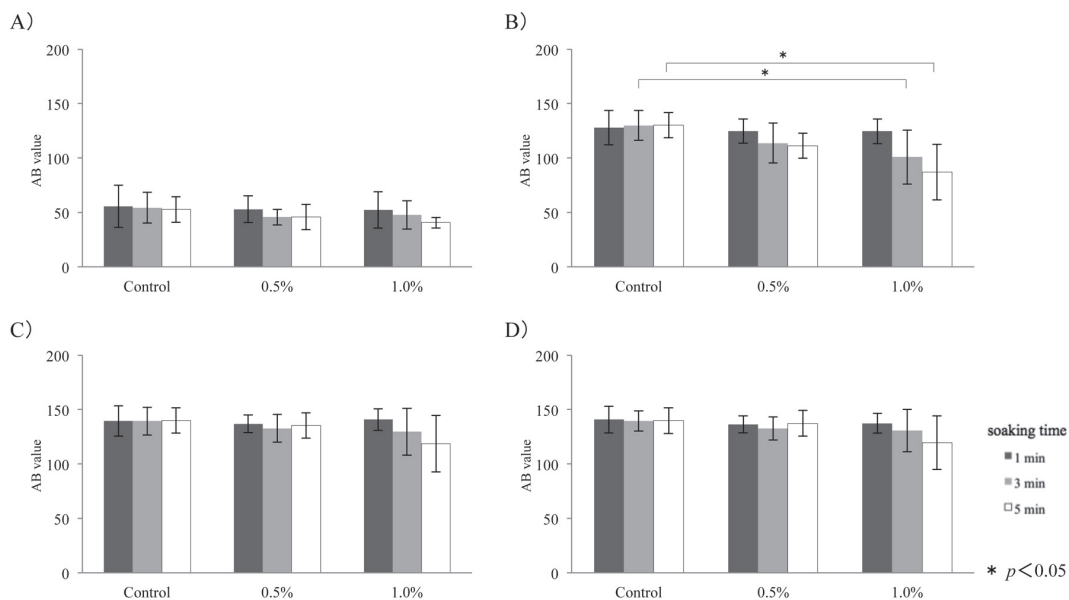 A)
200
150
100
50
0
AB value
Control 0.5% 1.0%
B)
200
150
100
50
0
AB value
* 
*
Control 0.5% 1.0%
C)
200
150
100
50
0
AB value
Control 0.5% 1.0%
D)
200
150
100
50
0
AB value
Control 0.5% 1.0%
soaking time
1 min
3 min
5 min
* p<0.05